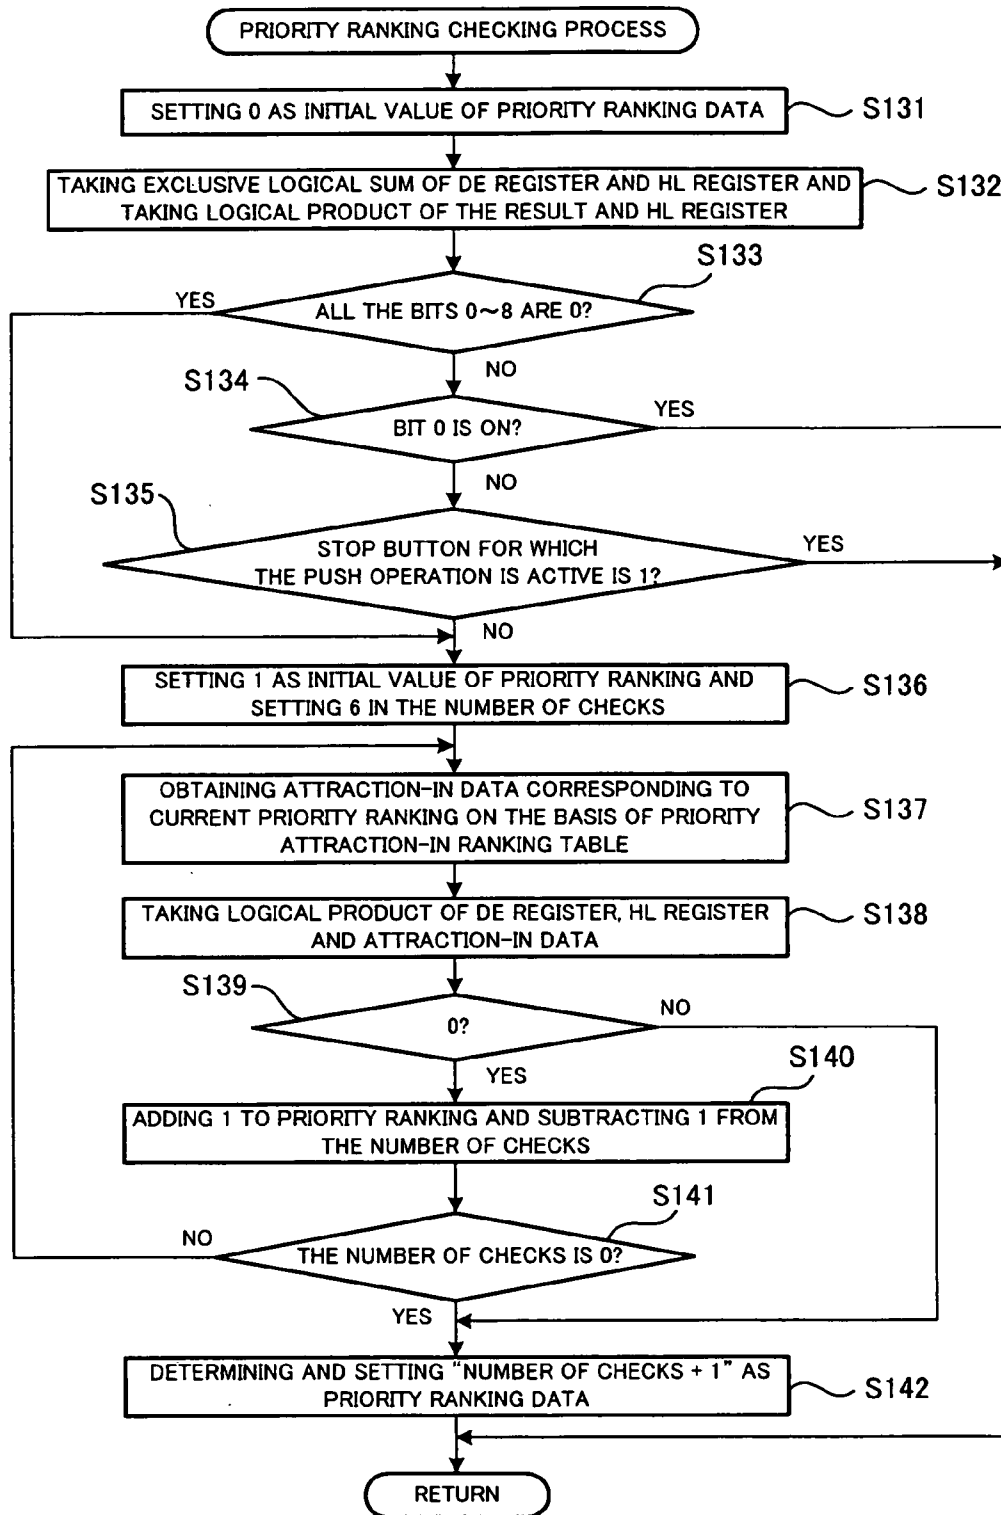 PRIORITY RANKING CHECKING PROCESS
SETTING 0 AS INITIAL VALUE OF PRIORITY RANKING DATA
S131
TAKING EXCLUSIVE LOGICAL SUM OF DE REGISTER AND HL REGISTER AND
TAKING LOGICAL PRODUCT OF THE RESULT AND HL REGISTER
S132
S133
YES
ALL THE BITS 0~8 ARE 0?
NO
S134
YES
BIT 0 IS ON?
NO
S135
STOP BUTTON FOR WHICH
THE PUSH OPERATION IS ACTIVE IS 1?
YES
NO
SETTING 1 AS INITIAL VALUE OF PRIORITY RANKING AND
SETTING 6 IN THE NUMBER OF CHECKS
S136
OBTAINING ATTRACTION-IN DATA CORRESPONDING TO
CURRENT PRIORITY RANKING ON THE BASIS OF PRIORITY
ATTRACTION-IN RANKING TABLE
S137
TAKING LOGICAL PRODUCT OF DE REGISTER, HL REGISTER
AND ATTRACTION-IN DATA
S138
S139
NO
0?
YES
S140
ADDING 1 TO PRIORITY RANKING AND SUBTRACTING 1 FROM
THE NUMBER OF CHECKS
S141
NO
THE NUMBER OF CHECKS IS 0?
YES
DETERMINING AND SETTING "NUMBER OF CHECKS + 1" AS
PRIORITY RANKING DATA
S142
RETURN